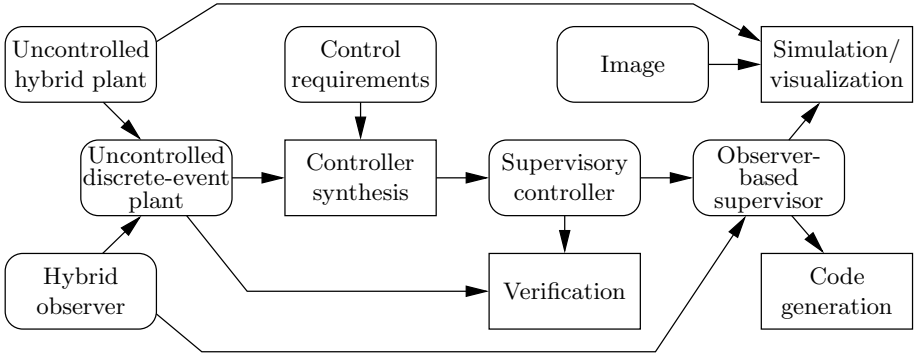 Uncontrolled
hybrid plant
Control
requirements
Image
Simulation/
visualization
Uncontrolled
discrete-event
plant
Controller
synthesis
Supervisory
controller
Observer-
based
supervisor
Hybrid
observer
Verification
Code
generation